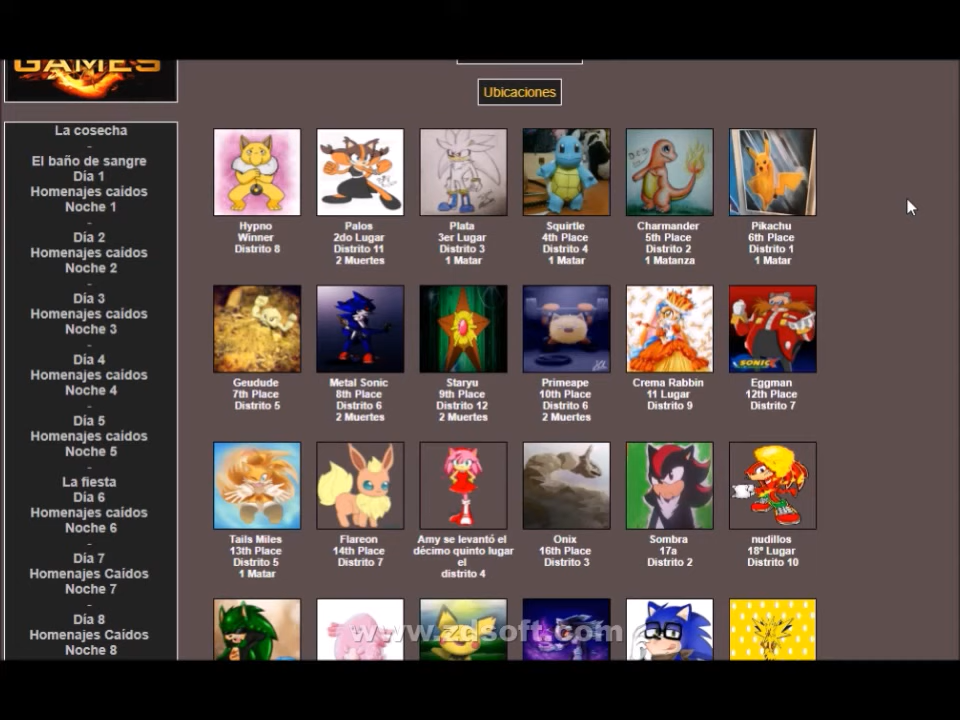 GAMES
Ubicaciones
La cosecha
-
El baño de sangre
Día 1
Homenajes caídos
Noche 1
-
Día 2
Homenajes caídos
Noche 2
-
Día 3
Homenajes caídos
Noche 3
-
Día 4
Homenajes caídos
Noche 4
-
Día 5
Homenajes caídos
Noche 5
-
La fiesta
Día 6
Homenajes caídos
Noche 6
-
Día 7
Homenajes Caídos
Noche 7
-
Día 8
Homenajes Caídos
Noche 8
Hypno
Winner
Distrito 8
Palos
2do Lugar
Distrito 11
2 Muertes
Plata
3er Lugar
Distrito 3
1 Matar
Squirtle
4th Place
Distrito 4
1 Matar
Charmander
5th Place
Distrito 2
1 Matanza
Pikachu
6th Place
Distrito 1
1 Matar
Geudude
7th Place
Distrito 5
Metal Sonic
8th Place
Distrito 6
2 Muertes
Staryu
9th Place
Distrito 12
2 Muertes
Primeape
10th Place
Distrito 6
2 Muertes
Crema Rabbin
11 Lugar
Distrito 9
SONIC
Eggman
12th Place
Distrito 7
Tails Miles
13th Place
Distrito 5
1 Matar
Flareon
14th Place
Distrito 7
Amy se levantó el
décimo quinto lugar
el
distrito 4
Onix
16th Place
Distrito 3
Sombra
17a
Distrito 2
nudillos
18º Lugar
Distrito 10
www.zdsoft.com